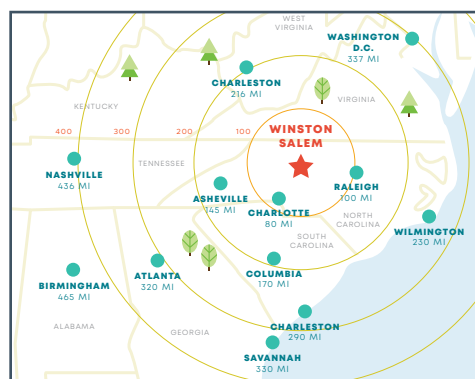 WEST
VIRGINIA
WASHINGTON
D.C.
337 MI
CHARLESTON
216 MI
KENTUCKY
VIRGINIA
400
300
200
100
WINSTON
SALEM
TENNESSEE
NASHVILLE
436 MI
RALEIGH
100 MI
ASHEVILLE
145 MI
CHARLOTTE
80 MI
NORTH
CAROLINA
WILMINGTON
230 MI
SOUTH
CAROLINA
COLUMBIA
170 MI
ATLANTA
320 MI
BIRMINGHAM
465 MI
CHARLESTON
290 MI
ALABAMA
GEORGIA
SAVANNAH
330 MI